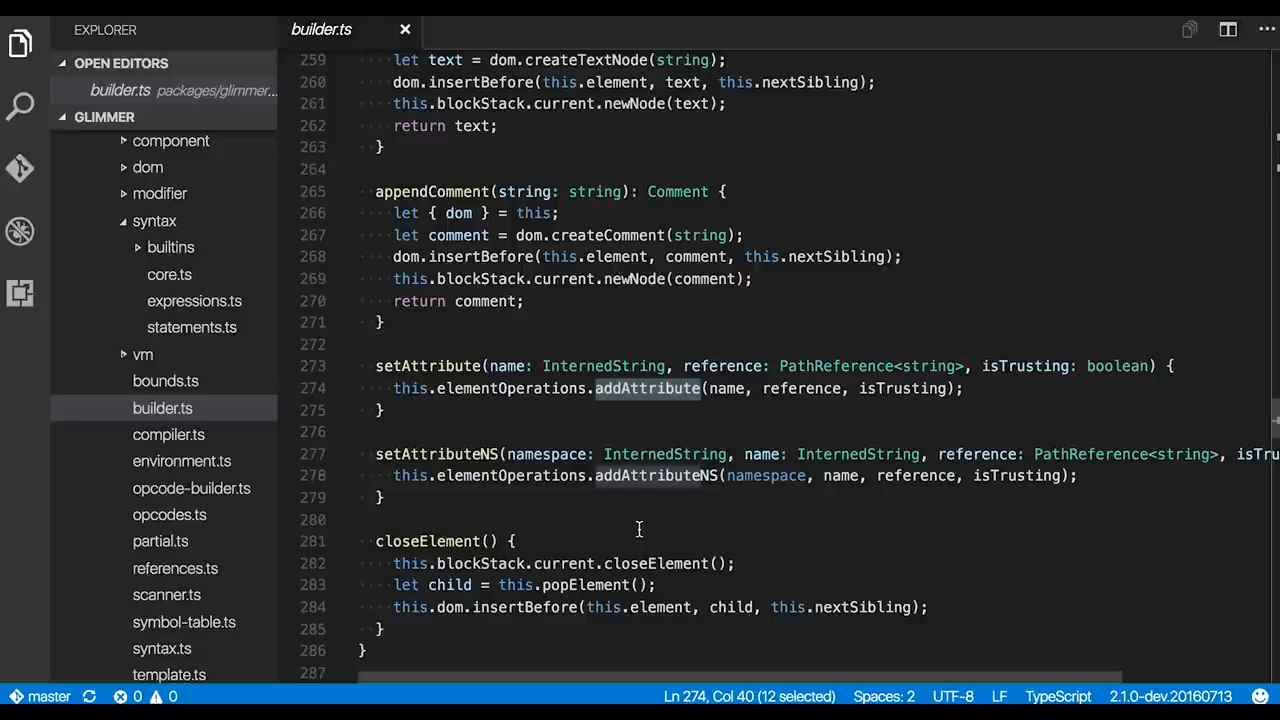 EXPLORER
OPEN EDITORS
builder.ts packages/glimmer...
GLIMMER
component
dom
modifier
syntax
builtins
core.ts
expressions.ts
statements.ts
vm
bounds.ts
builder.ts
compiler.ts
environment.ts
opcode-builder.ts
opcodes.ts
partial.ts
references.ts
scanner.ts
symbol-table.ts
syntax.ts
template.ts
builder.ts
259 let text = dom.createTextNode(string);
260 dom.insertBefore(this.element, text, this.nextSibling);
261 this.blockStack.current.newNode(text);
262 return text;
263 }
264
265 appendComment(string: string): Comment {
266 let { dom } = this;
267 let comment = dom.createComment(string);
268 dom.insertBefore(this.element, comment, this.nextSibling);
269 this.blockStack.current.newNode(comment);
270 return comment;
271 }
272
273 setAttribute(name: InternedString, reference: PathReference<string>, isTrusting: boolean) {
274 this.elementOperations.addAttribute(name, reference, isTrusting);
275 }
276
277 setAttributeNS(namespace: InternedString, name: InternedString, reference: PathReference<string>, isTru
278 this.elementOperations.addAttributeNS(namespace, name, reference, isTrusting);
279 }
280
281 closeElement() {
282 this.blockStack.current.closeElement();
283 let child = this.popElement();
284 this.dom.insertBefore(this.element, child, this.nextSibling);
285 }
286 }
287
master 0 0 Ln 274, Col 40 (12 selected) Spaces: 2 UTF-8 LF TypeScript 2.1.0-dev.20160713